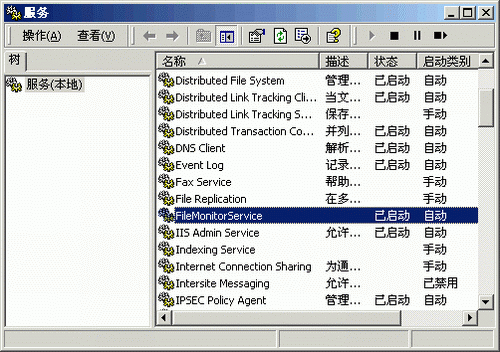 服务
操作(A) 查看(V)
树
服务(本地)
名称 描述 状态 启动类别
Distributed File System 管理... 已启动 自动
Distributed Link Tracking Cli... 当文... 已启动 自动
Distributed Link Tracking S... 保存... 手动
Distributed Transaction Co... 并列... 已启动 自动
DNS Client 解析... 已启动 自动
Event Log 记录... 已启动 自动
Fax Service 帮助... 手动
File Replication 在多... 手动
FileMonitorService 已启动 自动
IIS Admin Service 允许... 已启动 自动
Indexing Service 手动
Internet Connection Sharing 为通... 手动
Intersite Messaging 允许... 已禁用
IPSEC Policy Agent 管理... 已启动 自动